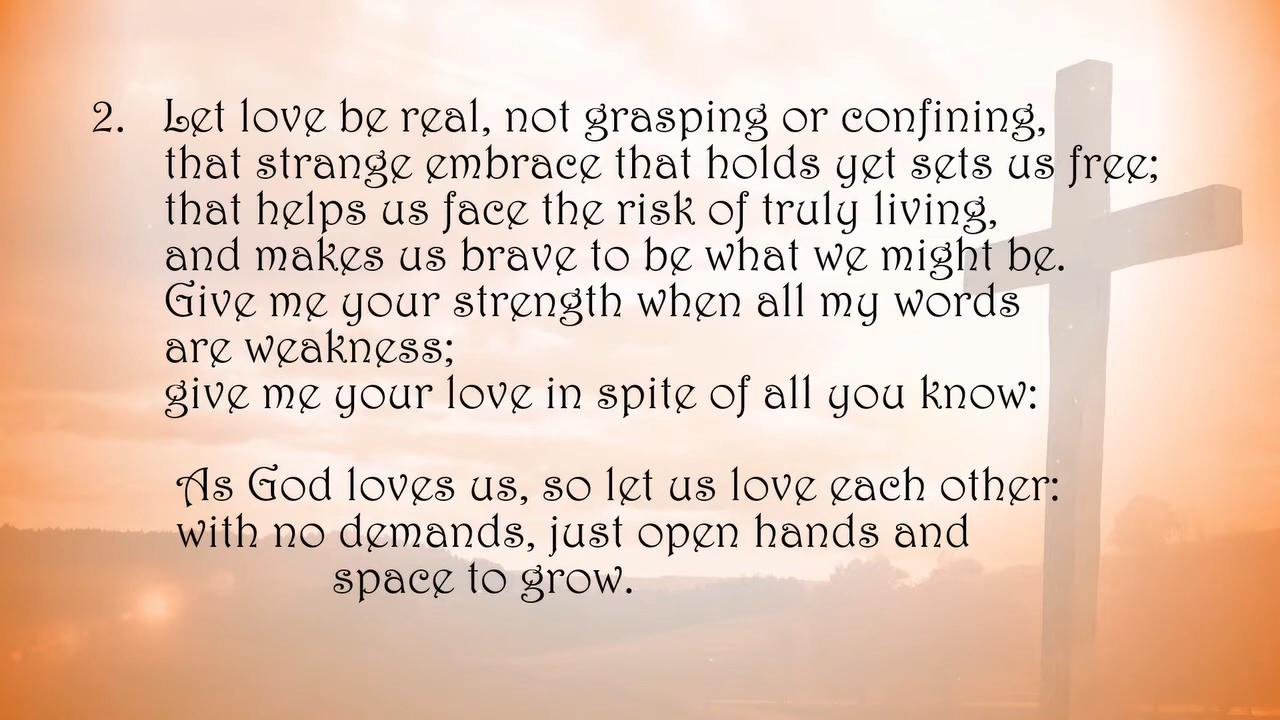 2. Let love be real, not grasping or confining,
that strange embrace that holds yet sets us free;
that helps us face the risk of truly living,
and makes us brave to be what we might be.
Give me your strength when all my words
are weakness;
give me your love in spite of all you know:
As God loves us, so let us love each other:
with no demands, just open hands and
space to grow.